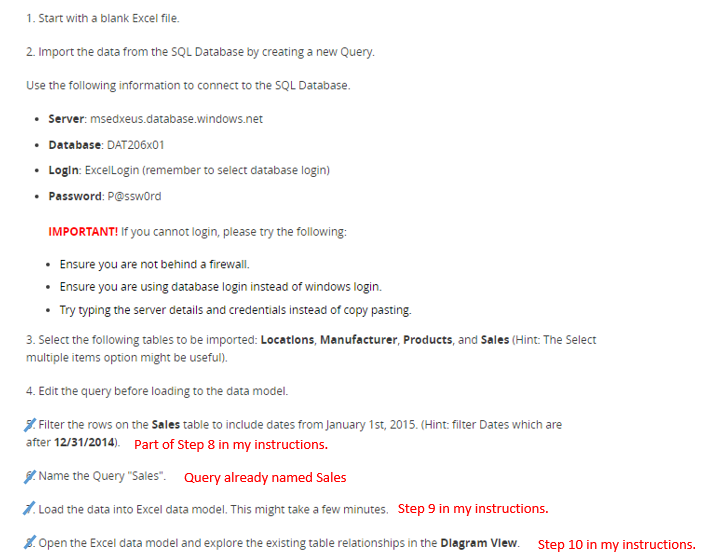 1. Start with a blank Excel file.
2. Import the data from the SQL Database by creating a new Query.
Use the following information to connect to the SQL Database.
• Server: msedxeus.database.windows.net
• Database: DAT206x01
• Login: ExcelLogin (remember to select database login)
• Password: P@ssw0rd
IMPORTANT! If you cannot login, please try the following:
• Ensure you are not behind a firewall.
• Ensure you are using database login instead of windows login.
• Try typing the server details and credentials instead of copy pasting.
3. Select the following tables to be imported: Locations, Manufacturer, Products, and Sales (Hint: The Select
multiple items option might be useful).
4. Edit the query before loading to the data model.
5. Filter the rows on the Sales table to include dates from January 1st, 2015. (Hint: filter Dates which are
after 12/31/2014). Part of Step 8 in my instructions.
6. Name the Query "Sales". Query already named Sales
7. Load the data into Excel data model. This might take a few minutes. Step 9 in my instructions.
8. Open the Excel data model and explore the existing table relationships in the Diagram View. Step 10 in my instructions.